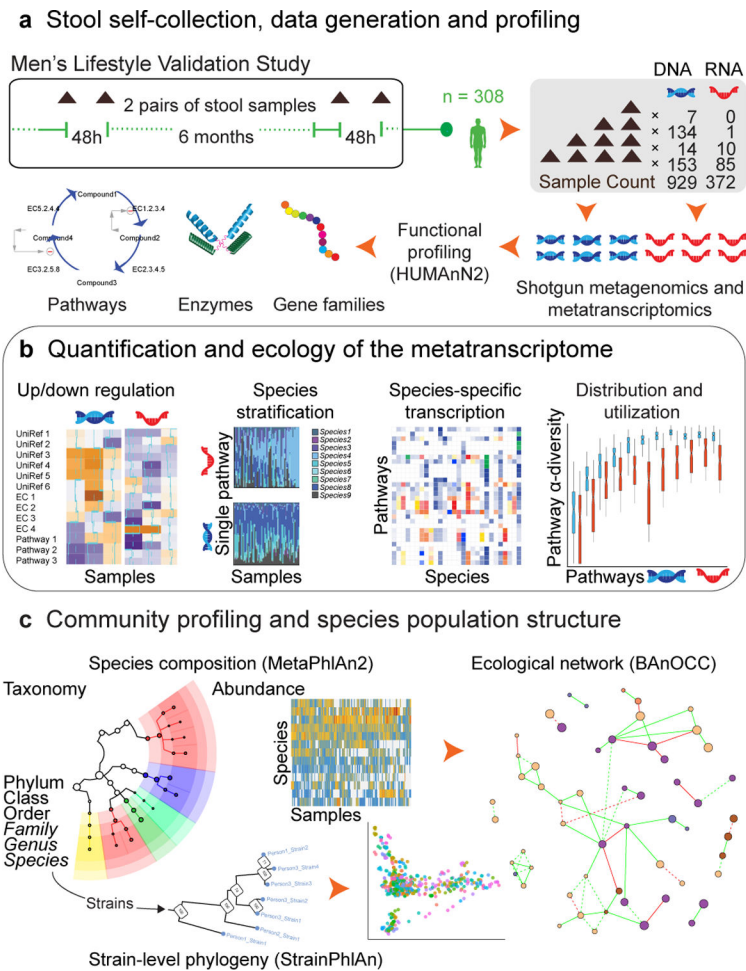 a Stool self-collection, data generation and profiling
Men's Lifestyle Validation Study
2 pairs of stool samples
48h
6 months
48h
n = 308
DNA RNA
× 7 0
× 134 1
× 14 10
× 153 85
Sample Count 929 372
Shotgun metagenomics and
metatranscriptomics
Functional
profiling
(HUMAnN2)
Gene families
Enzymes
Pathways
Compound1
EC5.2.4.4
EC1.2.3.4
Compound4
Compound2
EC3.2.5.8
EC2.3.4.5
Compound3
b Quantification and ecology of the metatranscriptome
Up/down regulation
UniRef 1
UniRef 2
UniRef 3
UniRef 4
UniRef 5
UniRef 6
EC 1
EC 2
EC 3
EC 4
Pathway 1
Pathway 2
Pathway 3
Samples
Species
stratification
Single pathway
Species1
Species2
Species3
Species4
Species5
Species6
Species7
Species8
Species9
Samples
Species-specific
transcription
Pathways
Species
Distribution and
utilization
Pathway α-diversity
Pathways
c Community profiling and species population structure
Species composition (MetaPhlAn2)
Taxonomy
Abundance
Phylum
Class
Order
Family
Genus
Species
Strains
Species
Samples
Person1_Strain2
Person3_Strain4
Person3_Strain3
Person3_Strain2
Person3_Strain1
Person2_Strain1
Person1_Strain1
Strain-level phylogeny (StrainPhlAn)
Ecological network (BAnOCC)